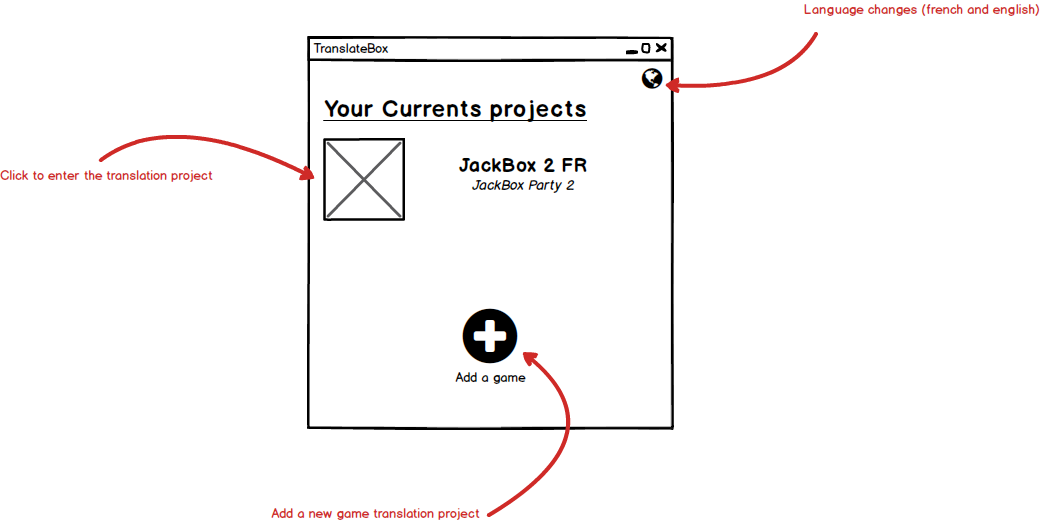 Language changes (french and english)
TranslateBox
Your Currents projects
Click to enter the translation project
JackBox 2 FR
JackBox Party 2
Add a game
Add a new game translation project